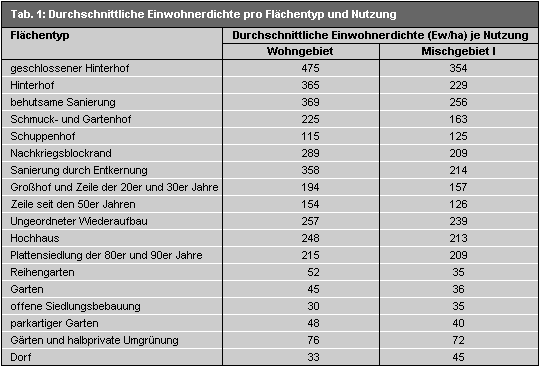 Tab. 1: Durchschnittliche Einwohnerdichte pro Flächentyp und Nutzung
Flächentyp Durchschnittliche Einwohnerdichte (Ew/ha) je Nutzung
Wohngebiet Mischgebiet I
geschlossener Hinterhof 475 354
Hinterhof 365 229
behutsame Sanierung 369 256
Schmuck- und Gartenhof 225 163
Schuppenhof 115 125
Nachkriegsblockrand 289 209
Sanierung durch Entkernung 358 214
Großhof und Zeile der 20er und 30er Jahre 194 157
Zeile seit den 50er Jahren 154 126
Ungeordneter Wiederaufbau 257 239
Hochhaus 248 213
Plattensiedlung der 80er und 90er Jahre 215 209
Reihengarten 52 35
Garten 45 36
offene Siedlungsbebauung 30 35
parkartiger Garten 48 40
Gärten und halbprivate Umgrünung 76 72
Dorf 33 45